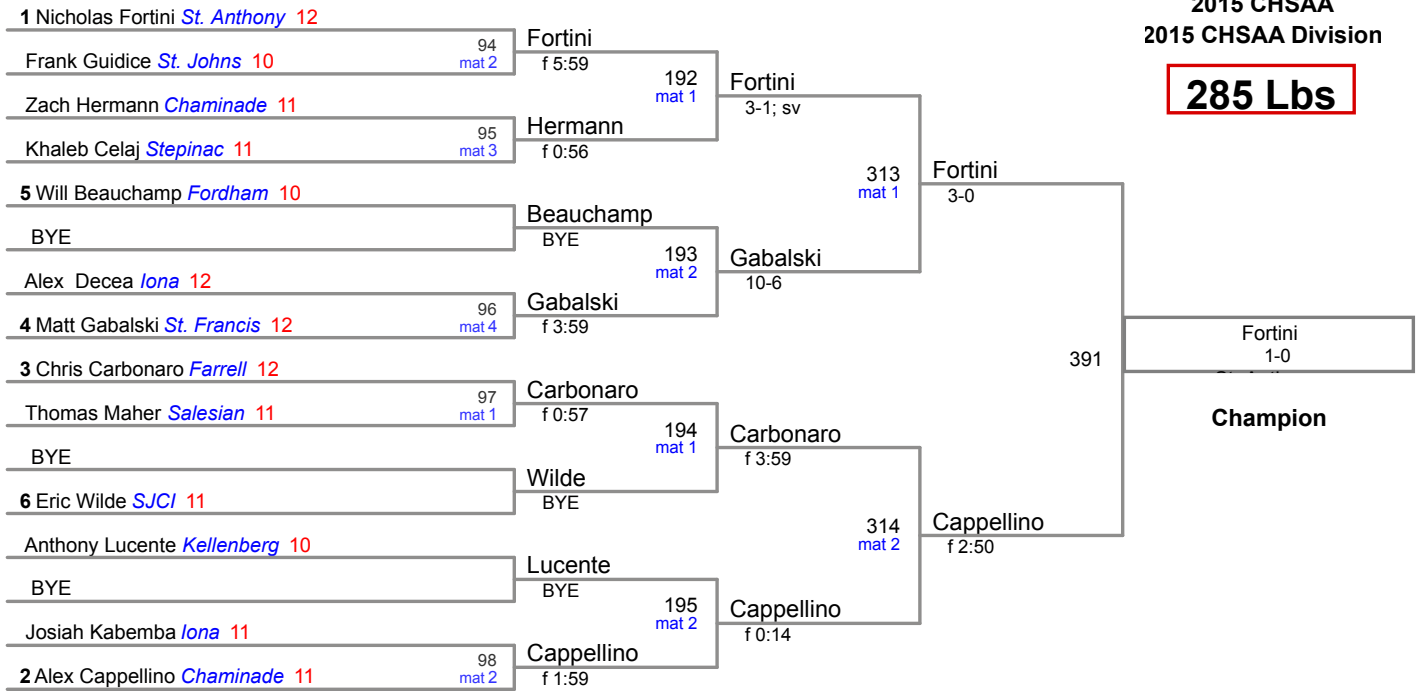 2015 CHSAA
2015 CHSAA Division
285 Lbs
1 Nicholas Fortini St. Anthony 12
Frank Guidice St. Johns 10
Zach Hermann Chaminade 11
Khaleb Celaj Stepinac 11
5 Will Beauchamp Fordham 10
BYE
Alex Decea Iona 12
4 Matt Gabalski St. Francis 12
3 Chris Carbonaro Farrell 12
Thomas Maher Salesian 11
BYE
6 Eric Wilde SJCI 11
Anthony Lucente Kellenberg 10
BYE
Josiah Kabemba Iona 11
2 Alex Cappellino Chaminade 11
94
mat 2
95
mat 3
96
mat 4
97
mat 1
98
mat 2
Fortini
f 5:59
Hermann
f 0:56
Beauchamp
BYE
Gabalski
f 3:59
Carbonaro
f 0:57
Wilde
BYE
Lucente
BYE
Cappellino
f 1:59
192
mat 1
193
mat 2
194
mat 1
195
mat 2
Fortini
3-1; sv
Gabalski
10-6
Carbonaro
f 3:59
Cappellino
f 0:14
313
mat 1
314
mat 2
Fortini
3-0
Cappellino
f 2:50
391
Fortini
1-0
Champion